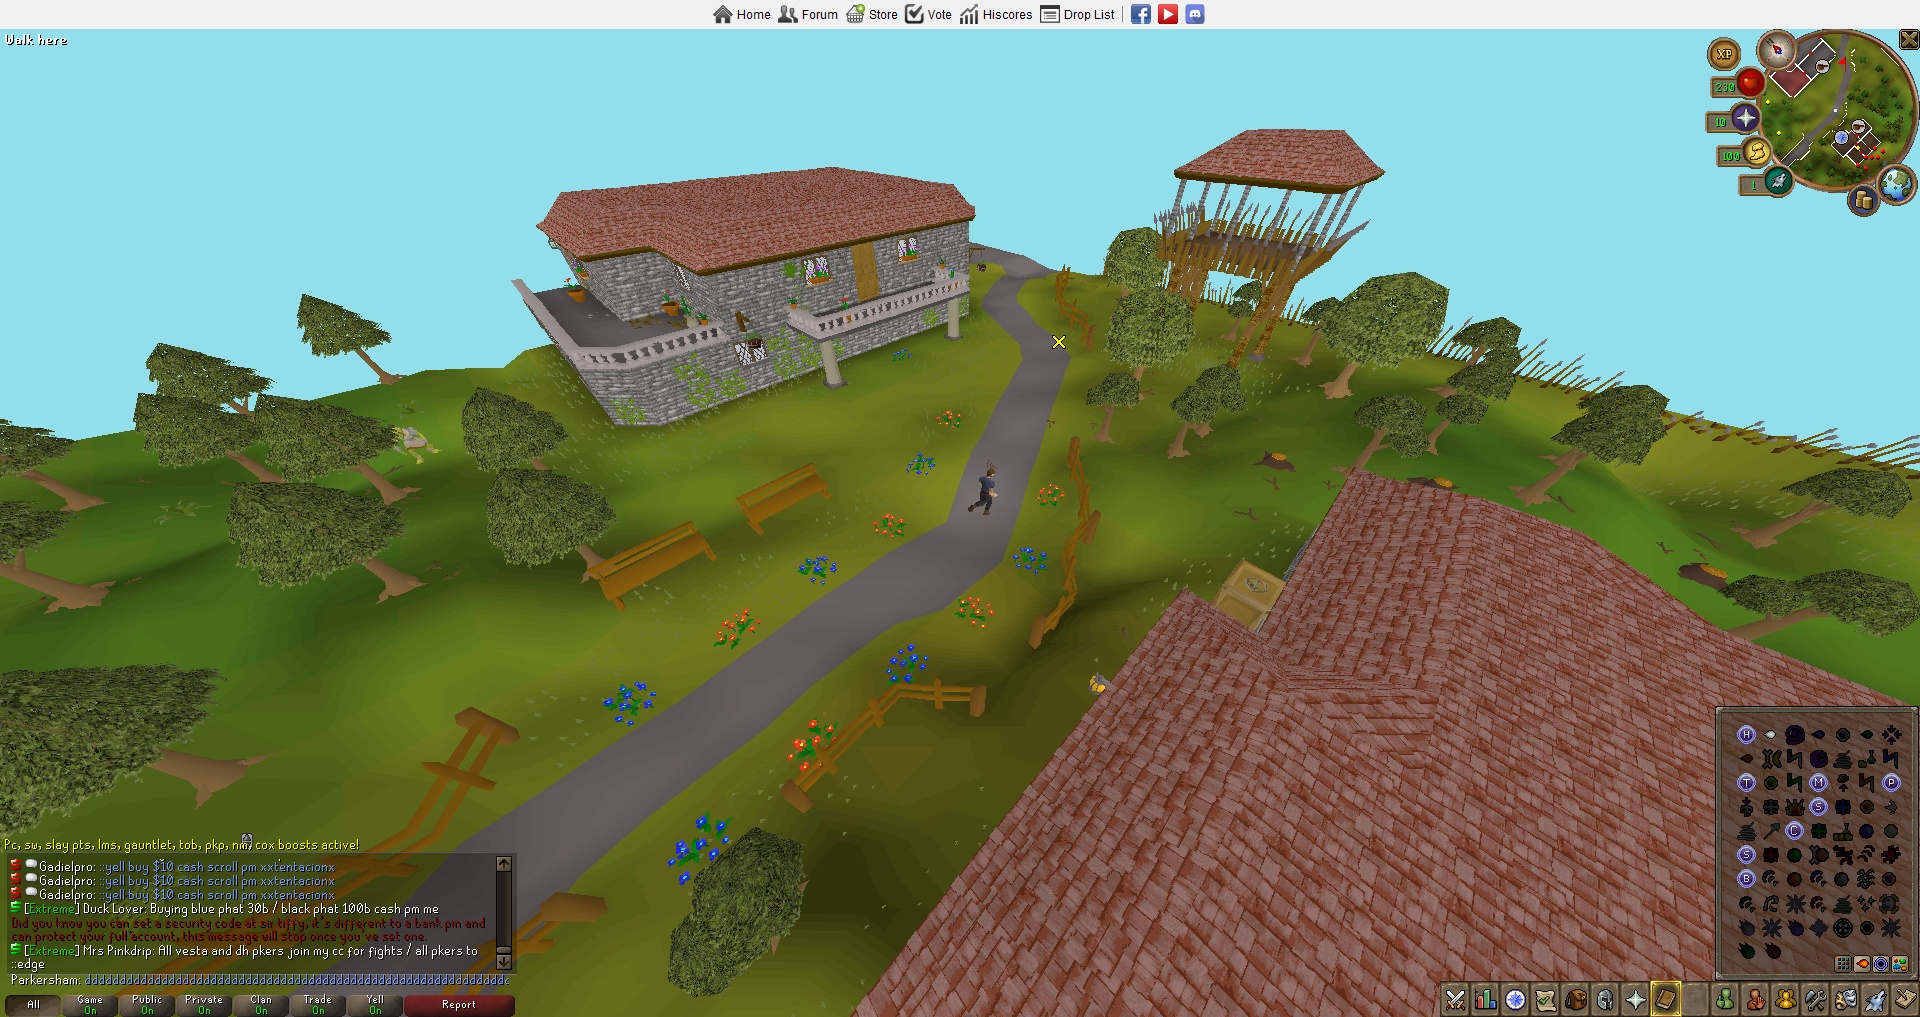 Home Forum Store Vote Hiscores Drop List
Walk here
XP
230
10
100
1
Pc, su, slay pts, lms, gauntlet, tob, pkp, nm, cox boosts active!
Gadielpro: ::yell buy $10 cash scroll pm xxtentacionx
Gadielpro: ::yell buy $10 cash scroll pm xxtentacionx
Gadielpro: ::yell buy $10 cash scroll pm xxtentacionx
[Extreme] Duck Lover: Buying blue phat 30b / black phat 100b cash pm me
Did you know you can set a security code at sir tiffy, it's different to a bank pin and
can protect your full account, this message will stop once you've set one.
[Extreme] Mrs Pinkdrip: All vesta and dh pkers join my cc for fights / all pkers to
::edge
Parkersham:
All Game Public Private Clan Trade Yell Report
On On On On On On
H
T M P
S
C
S
B